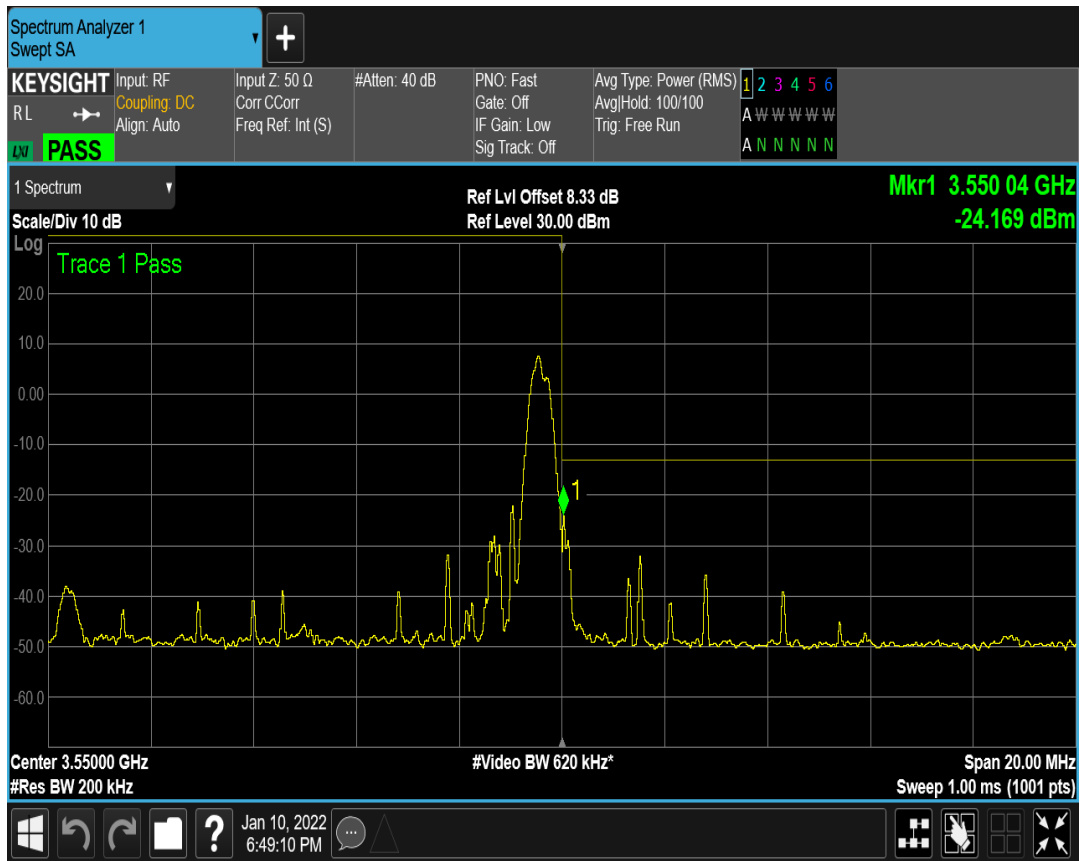 Spectrum Analyzer 1
Swept SA
+
KEYSIGHT
RL
LXI PASS
Input: RF
Coupling: DC
Align: Auto
Input Z: 50 Ω
Corr CCorr
Freq Ref: Int (S)
#Atten: 40 dB
PNO: Fast
Gate: Off
IF Gain: Low
Sig Track: Off
Avg Type: Power (RMS)
Avg|Hold: 100/100
Trig: Free Run
1 2 3 4 5 6
A W W W W W
A N N N N N
1 Spectrum
Scale/Div 10 dB
Ref Lvl Offset 8.33 dB
Ref Level 30.00 dBm
Mkr1 3.550 04 GHz
-24.169 dBm
Log
Trace 1 Pass
20.0
10.0
0.00
-10.0
-20.0
1
-30.0
-40.0
-50.0
-60.0
Center 3.55000 GHz
#Video BW 620 kHz*
Span 20.00 MHz
#Res BW 200 kHz
Sweep 1.00 ms (1001 pts)
?
Jan 10, 2022
6:49:10 PM